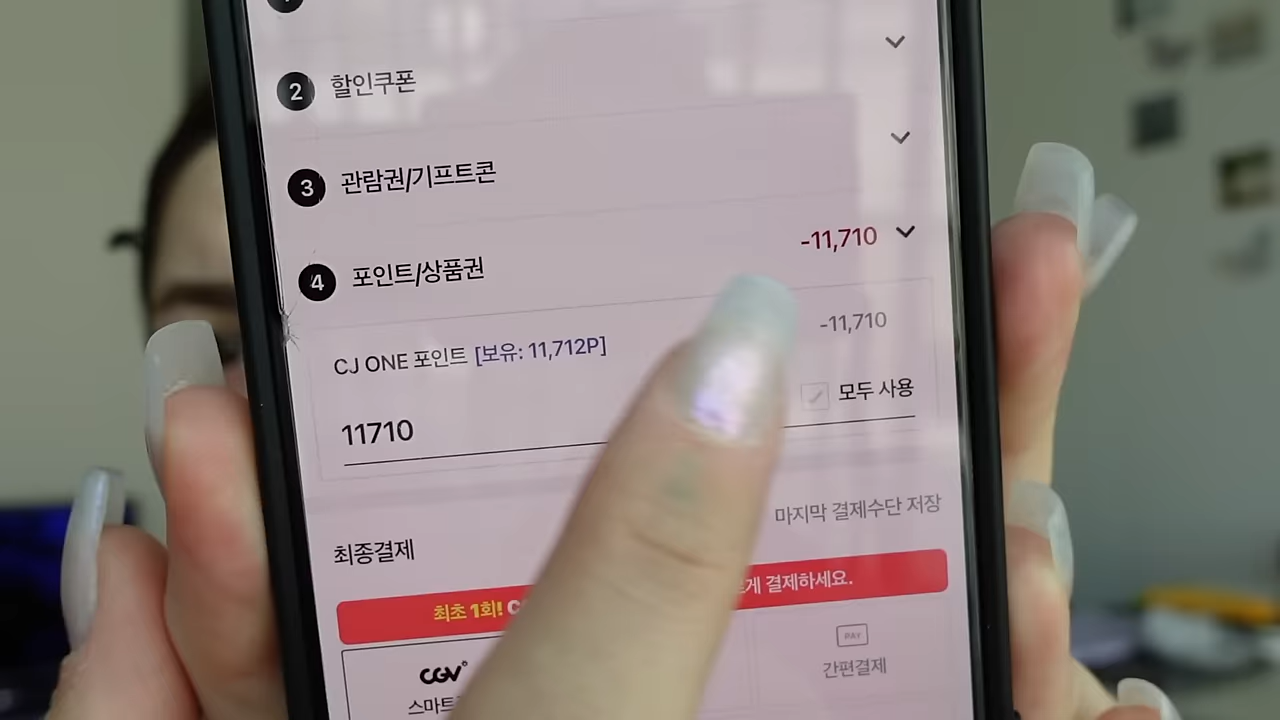 2 할인쿠폰
3 관람권/기프트콘
4 포인트/상품권 -11,710
CJ ONE 포인트 [보유: 11,712P] -11,710
11710 모두 사용
마지막 결제수단 저장
최종결제
최초 1회! 결제하세요.
CGV PAY
간편결제